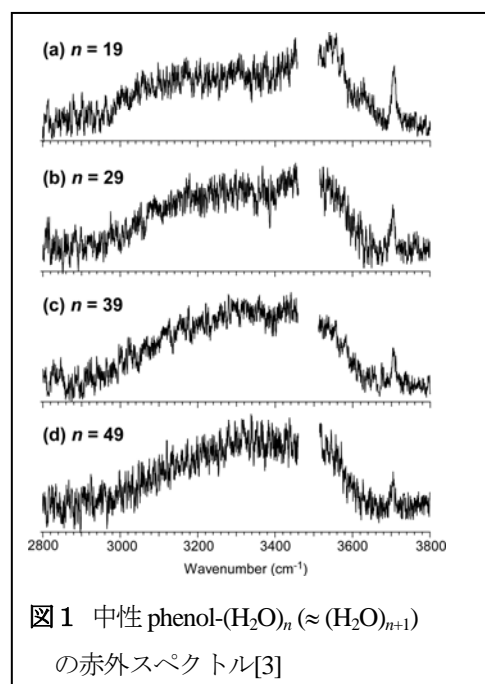 (a) n = 19
(b) n = 29
(c) n = 39
(d) n = 49
2800 3000 3200 3400 3600 3800
Wavenumber (cm-1)
図1 中性 phenol-(H2O)n (≈ (H2O)n+1)
の赤外スペクトル[3]